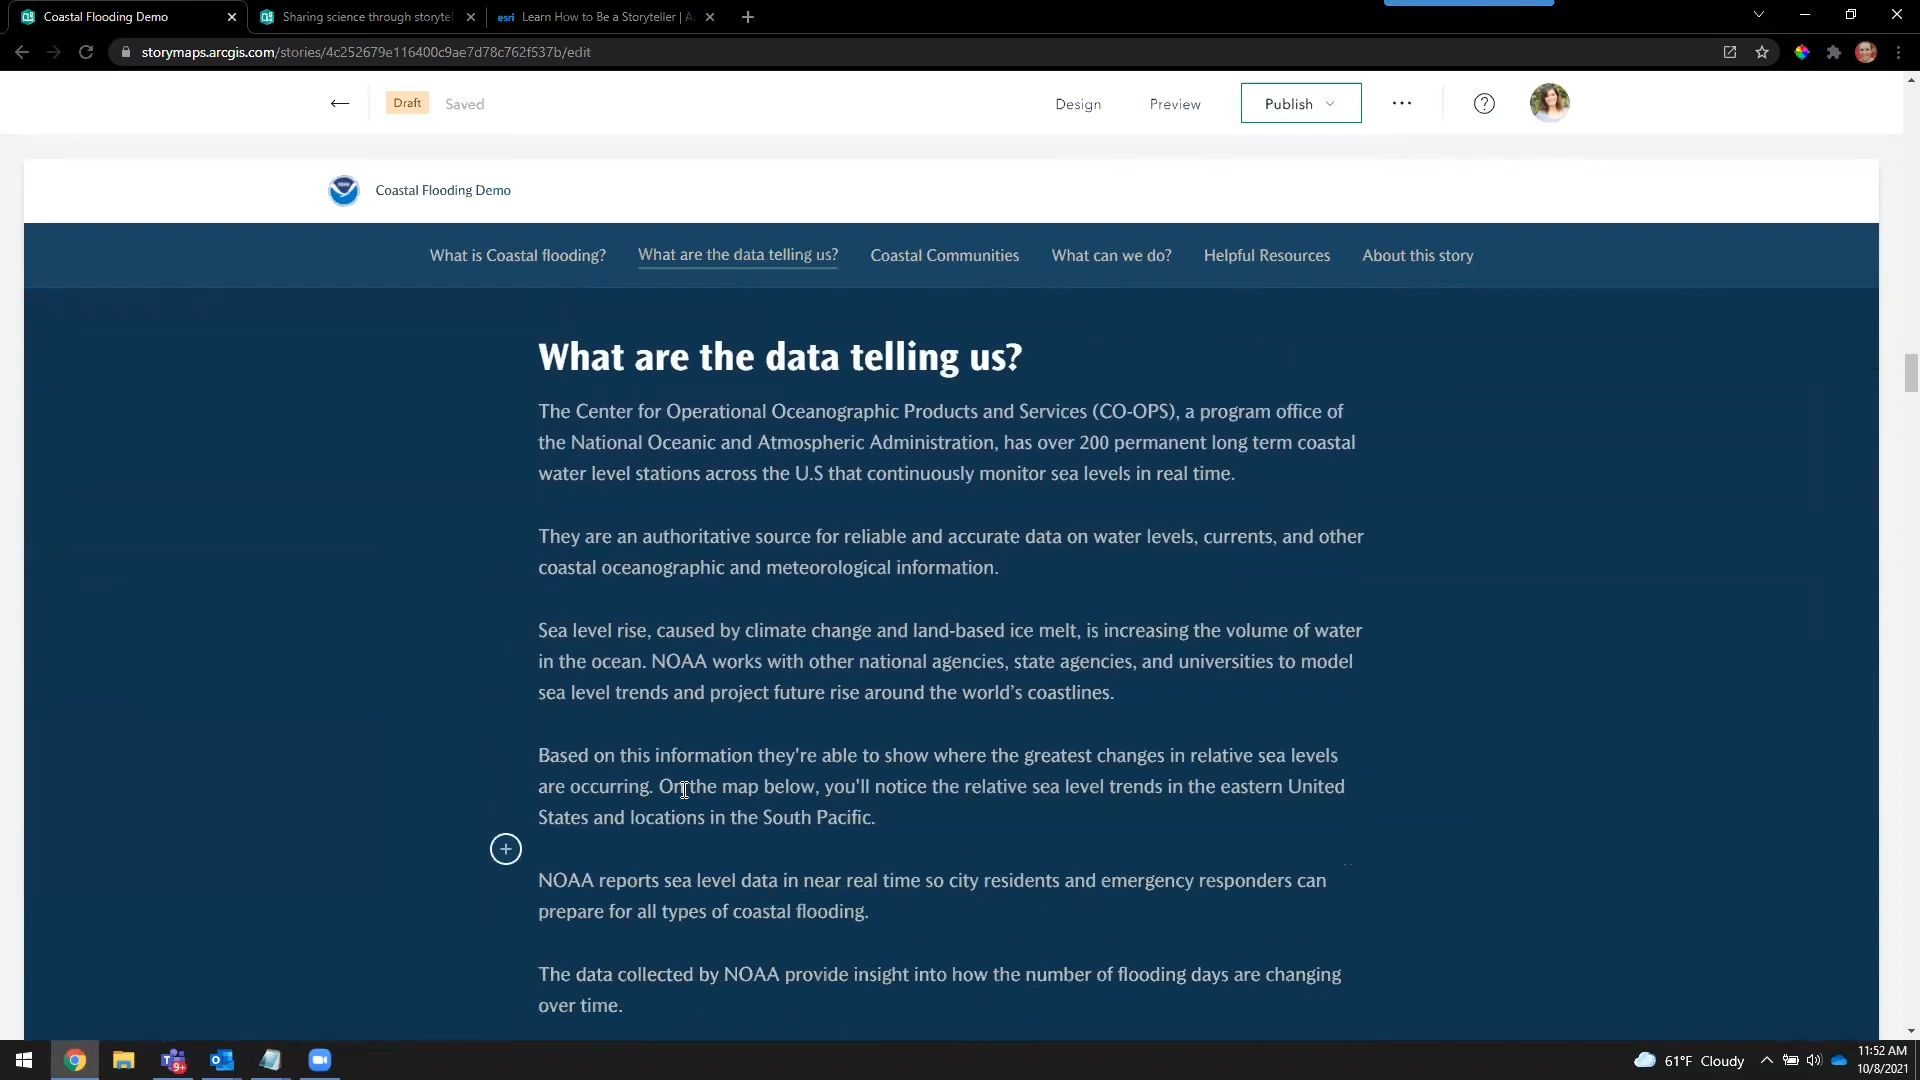 Coastal Flooding Demo
Sharing science through storytel
esri Learn How to Be a Storyteller | A
storymaps.arcgis.com/stories/4c252679e116400c9ae7d78c762f537b/edit
Draft Saved Design Preview Publish
Coastal Flooding Demo
What is Coastal flooding? What are the data telling us? Coastal Communities What can we do? Helpful Resources About this story
What are the data telling us?
The Center for Operational Oceanographic Products and Services (CO-OPS), a program office of
the National Oceanic and Atmospheric Administration, has over 200 permanent long term coastal
water level stations across the U.S that continuously monitor sea levels in real time.
They are an authoritative source for reliable and accurate data on water levels, currents, and other
coastal oceanographic and meteorological information.
Sea level rise, caused by climate change and land-based ice melt, is increasing the volume of water
in the ocean. NOAA works with other national agencies, state agencies, and universities to model
sea level trends and project future rise around the world’s coastlines.
Based on this information they're able to show where the greatest changes in relative sea levels
are occurring. On the map below, you'll notice the relative sea level trends in the eastern United
States and locations in the South Pacific.
NOAA reports sea level data in near real time so city residents and emergency responders can
prepare for all types of coastal flooding.
The data collected by NOAA provide insight into how the number of flooding days are changing
over time.
9+
61°F Cloudy
11:52 AM
10/8/2021